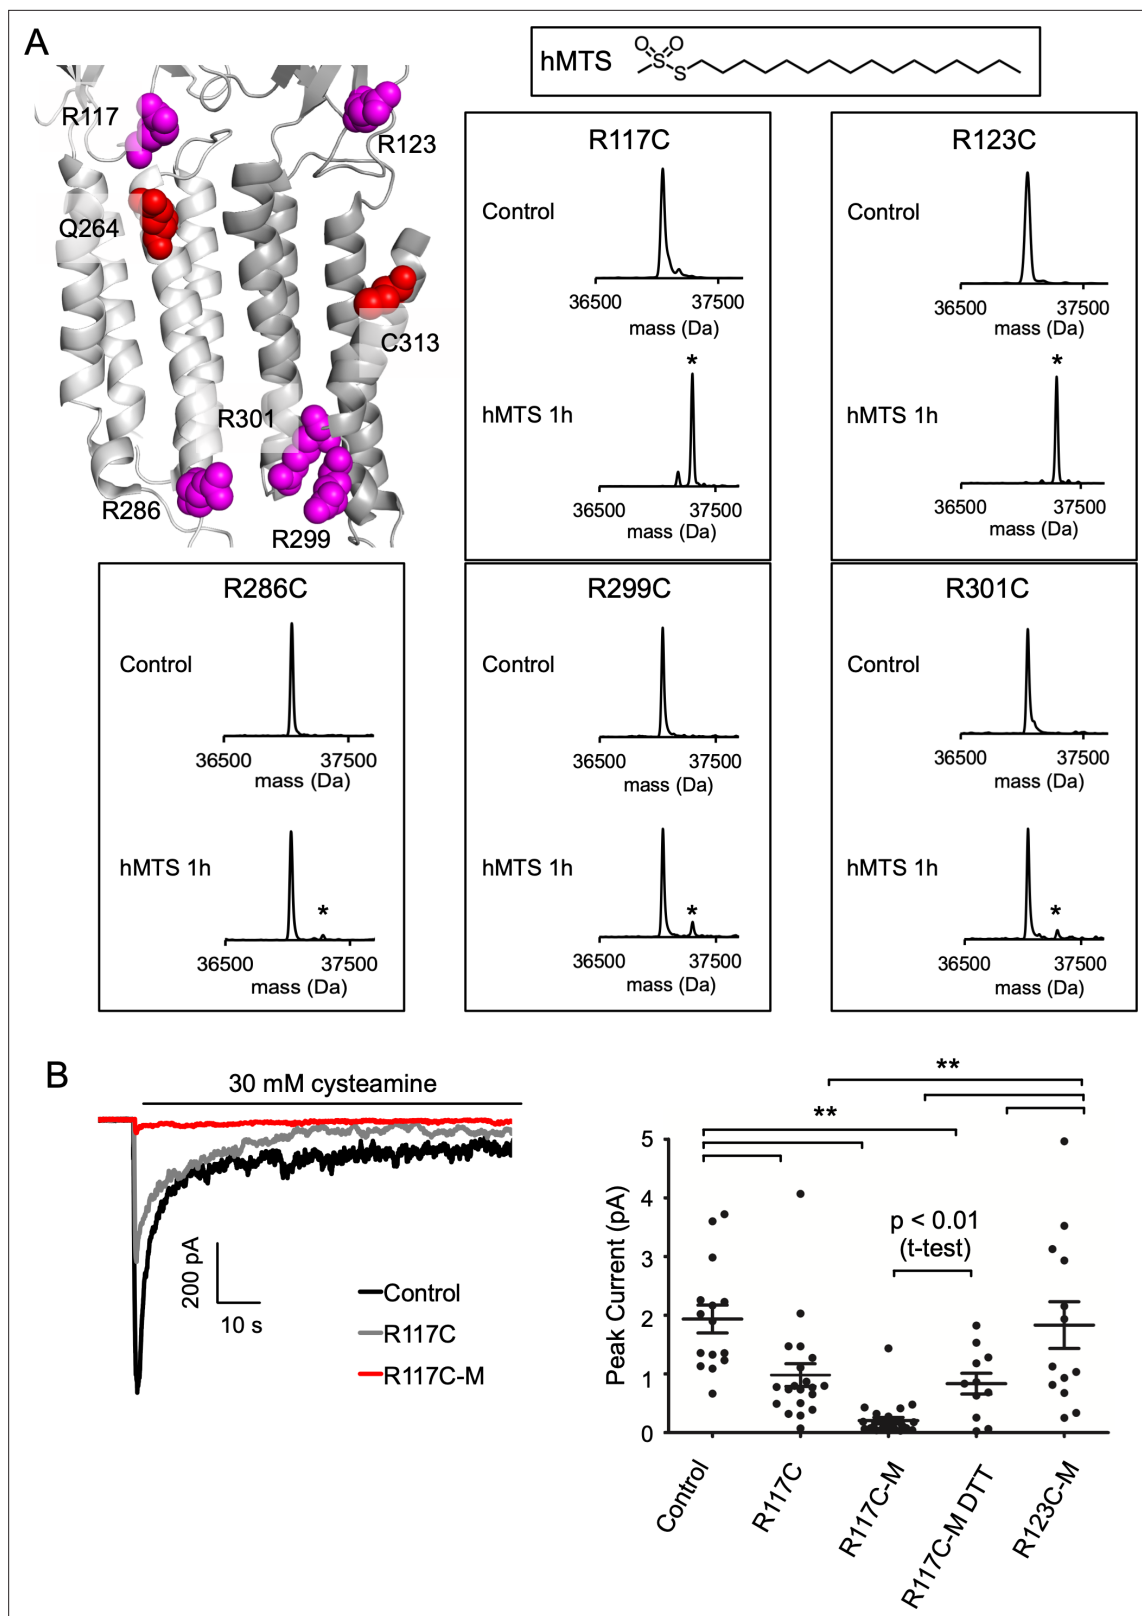 A
hMTS
O O
S
S
R117
R123
Q264
C313
R301
R286
R299
R117C
Control
36500 37500
mass (Da)
*
hMTS 1h
36500 37500
mass (Da)
R123C
Control
36500 37500
mass (Da)
*
hMTS 1h
36500 37500
mass (Da)
R286C
Control
36500 37500
mass (Da)
hMTS 1h
*
36500 37500
mass (Da)
R299C
Control
36500 37500
mass (Da)
hMTS 1h
*
36500 37500
mass (Da)
R301C
Control
36500 37500
mass (Da)
hMTS 1h
*
36500 37500
mass (Da)
B
30 mM cysteamine
200 pA
10 s
Control
R117C
R117C-M
**
**
p < 0.01
(t-test)
Peak Current (pA)
5
4
3
2
1
0
Control
R117C
R117C-M
R117C-M DTT
R123C-M